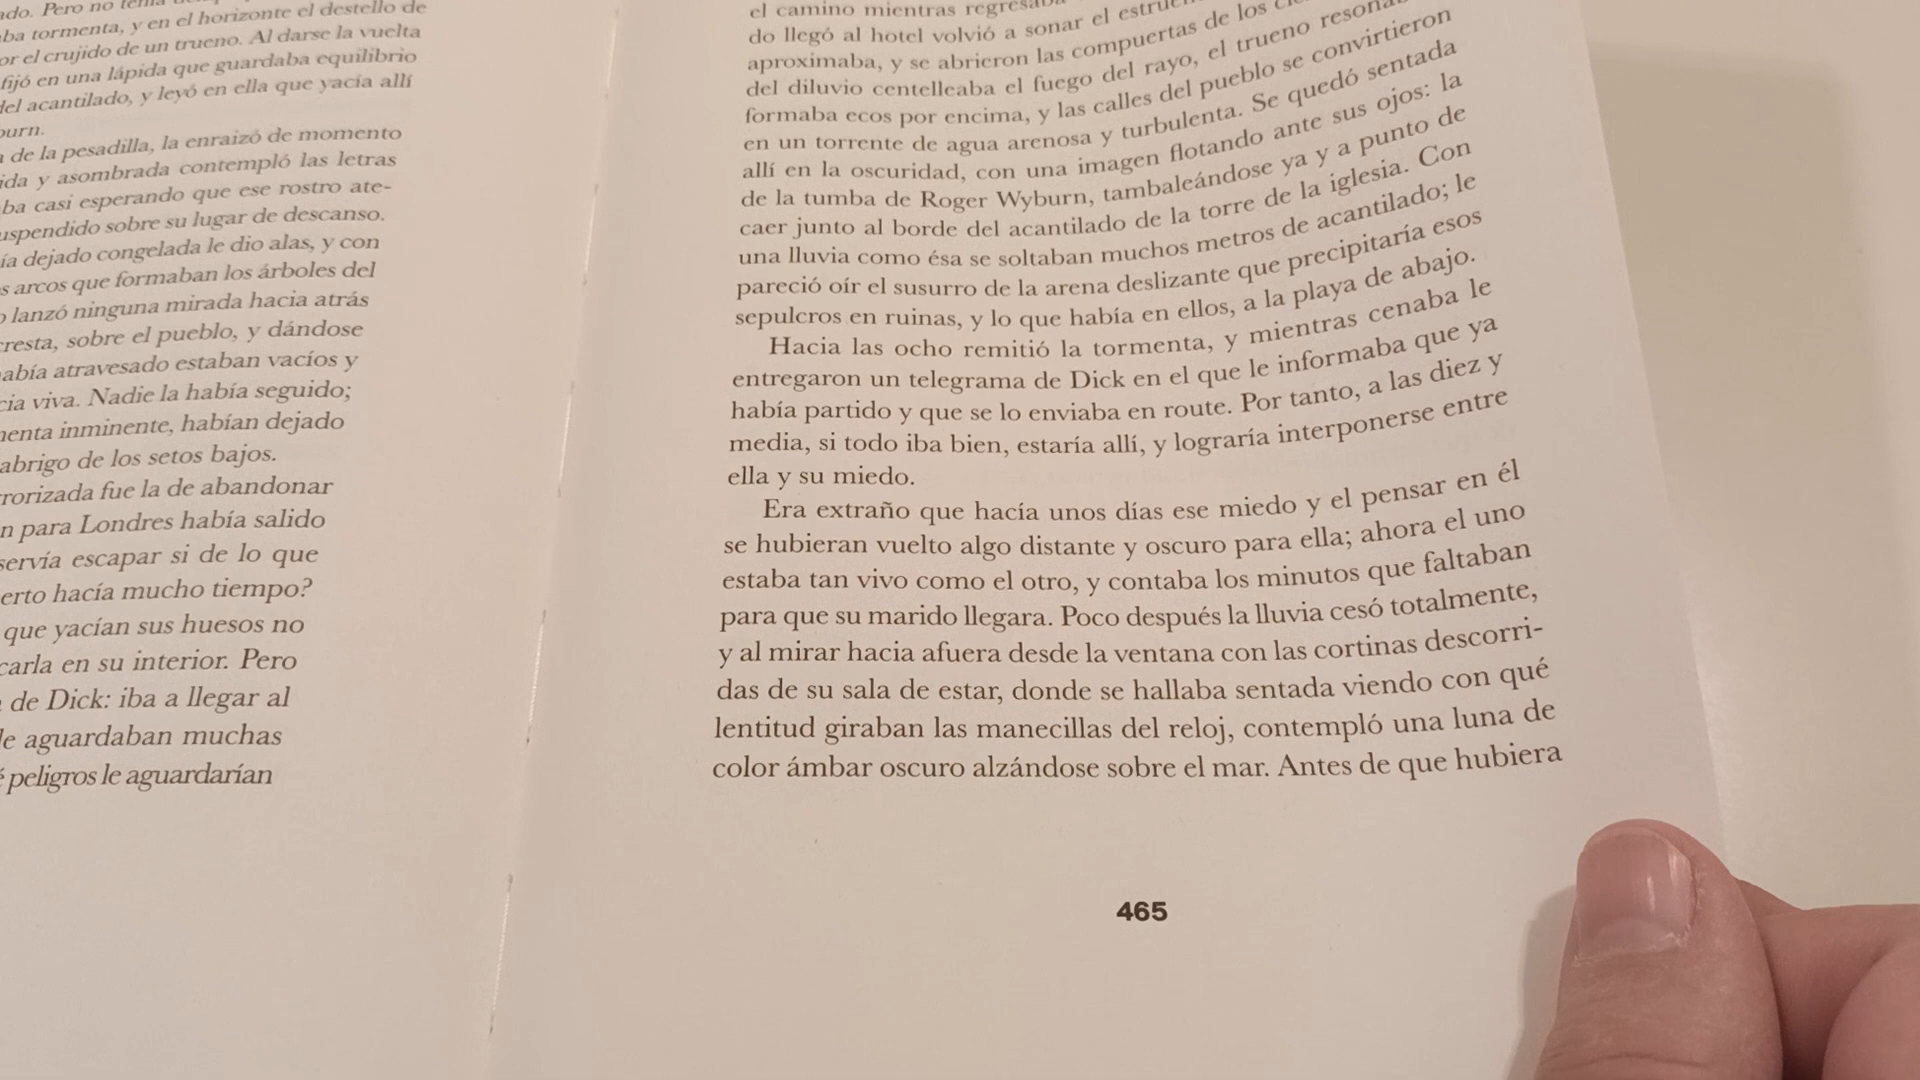 ado. Pero no tenía
ba tormenta, y en el horizonte el destello de
or el crujido de un trueno. Al darse la vuelta
fijó en una lápida que guardaba equilibrio
del acantilado, y leyó en ella que yacía allí
burn.
de la pesadilla, la enraizó de momento
ida y asombrada contempló las letras
ba casi esperando que ese rostro ate-
uspendido sobre su lugar de descanso.
ía dejado congelada le dio alas, y con
s arcos que formaban los árboles del
o lanzó ninguna mirada hacia atrás
cresta, sobre el pueblo, y dándose
abía atravesado estaban vacíos y
cia viva. Nadie la había seguido;
menta inminente, habían dejado
abrigo de los setos bajos.
rrorizada fue la de abandonar
n para Londres había salido
servía escapar si de lo que
erto hacía mucho tiempo?
que yacían sus huesos no
carla en su interior. Pero
de Dick: iba a llegar al
le aguardaban muchas
é peligros le aguardarían
el camino mientras regresaba
do llegó al hotel volvió a sonar el
aproximaba, y se abrieron las compuertas de los
del diluvio centelleaba el fuego del rayo, el trueno
formaba ecos por encima, y las calles del pueblo se convirtieron
en un torrente de agua arenosa y turbulenta. Se quedó sentada
allí en la oscuridad, con una imagen flotando ante sus ojos: la
de la tumba de Roger Wyburn, tambaleándose ya y a punto de
caer junto al borde del acantilado de la torre de la iglesia. Con
una lluvia como ésa se soltaban muchos metros de acantilado; le
pareció oír el susurro de la arena deslizante que precipitaría esos
sepulcros en ruinas, y lo que había en ellos, a la playa de abajo.
Hacia las ocho remitió la tormenta, y mientras cenaba le
entregaron un telegrama de Dick en el que le informaba que ya
había partido y que se lo enviaba en route. Por tanto, a las diez y
media, si todo iba bien, estaría allí, y lograría interponerse entre
ella y su miedo.
Era extraño que hacía unos días ese miedo y el pensar en él
se hubieran vuelto algo distante y oscuro para ella; ahora el uno
estaba tan vivo como el otro, y contaba los minutos que faltaban
para que su marido llegara. Poco después la lluvia cesó totalmente,
y al mirar hacia afuera desde la ventana con las cortinas descorri-
das de su sala de estar, donde se hallaba sentada viendo con qué
lentitud giraban las manecillas del reloj, contempló una luna de
color ámbar oscuro alzándose sobre el mar. Antes de que hubiera
465